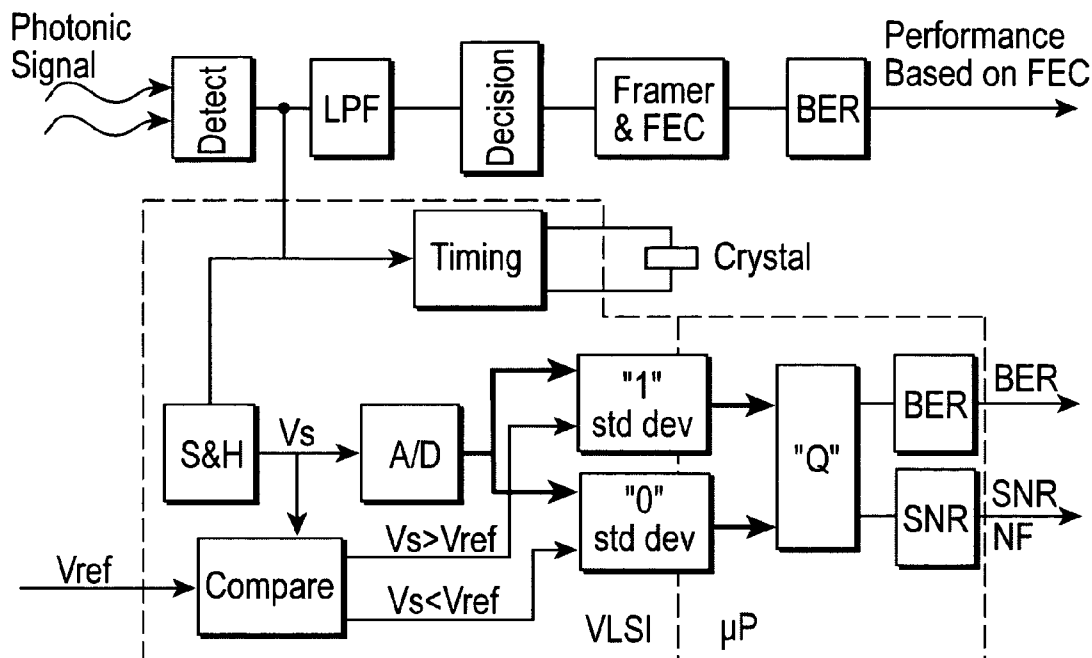 Photonic
Signal
Detect
LPF
Decision
Framer
& FEC
BER
Performance
Based on FEC
Timing
Crystal
S&H
Vs
A/D
"1"
std dev
"0"
std dev
"Q"
BER
BER
SNR
SNR
NF
Vref
Compare
Vs>Vref
Vs<Vref
VLSI
µP